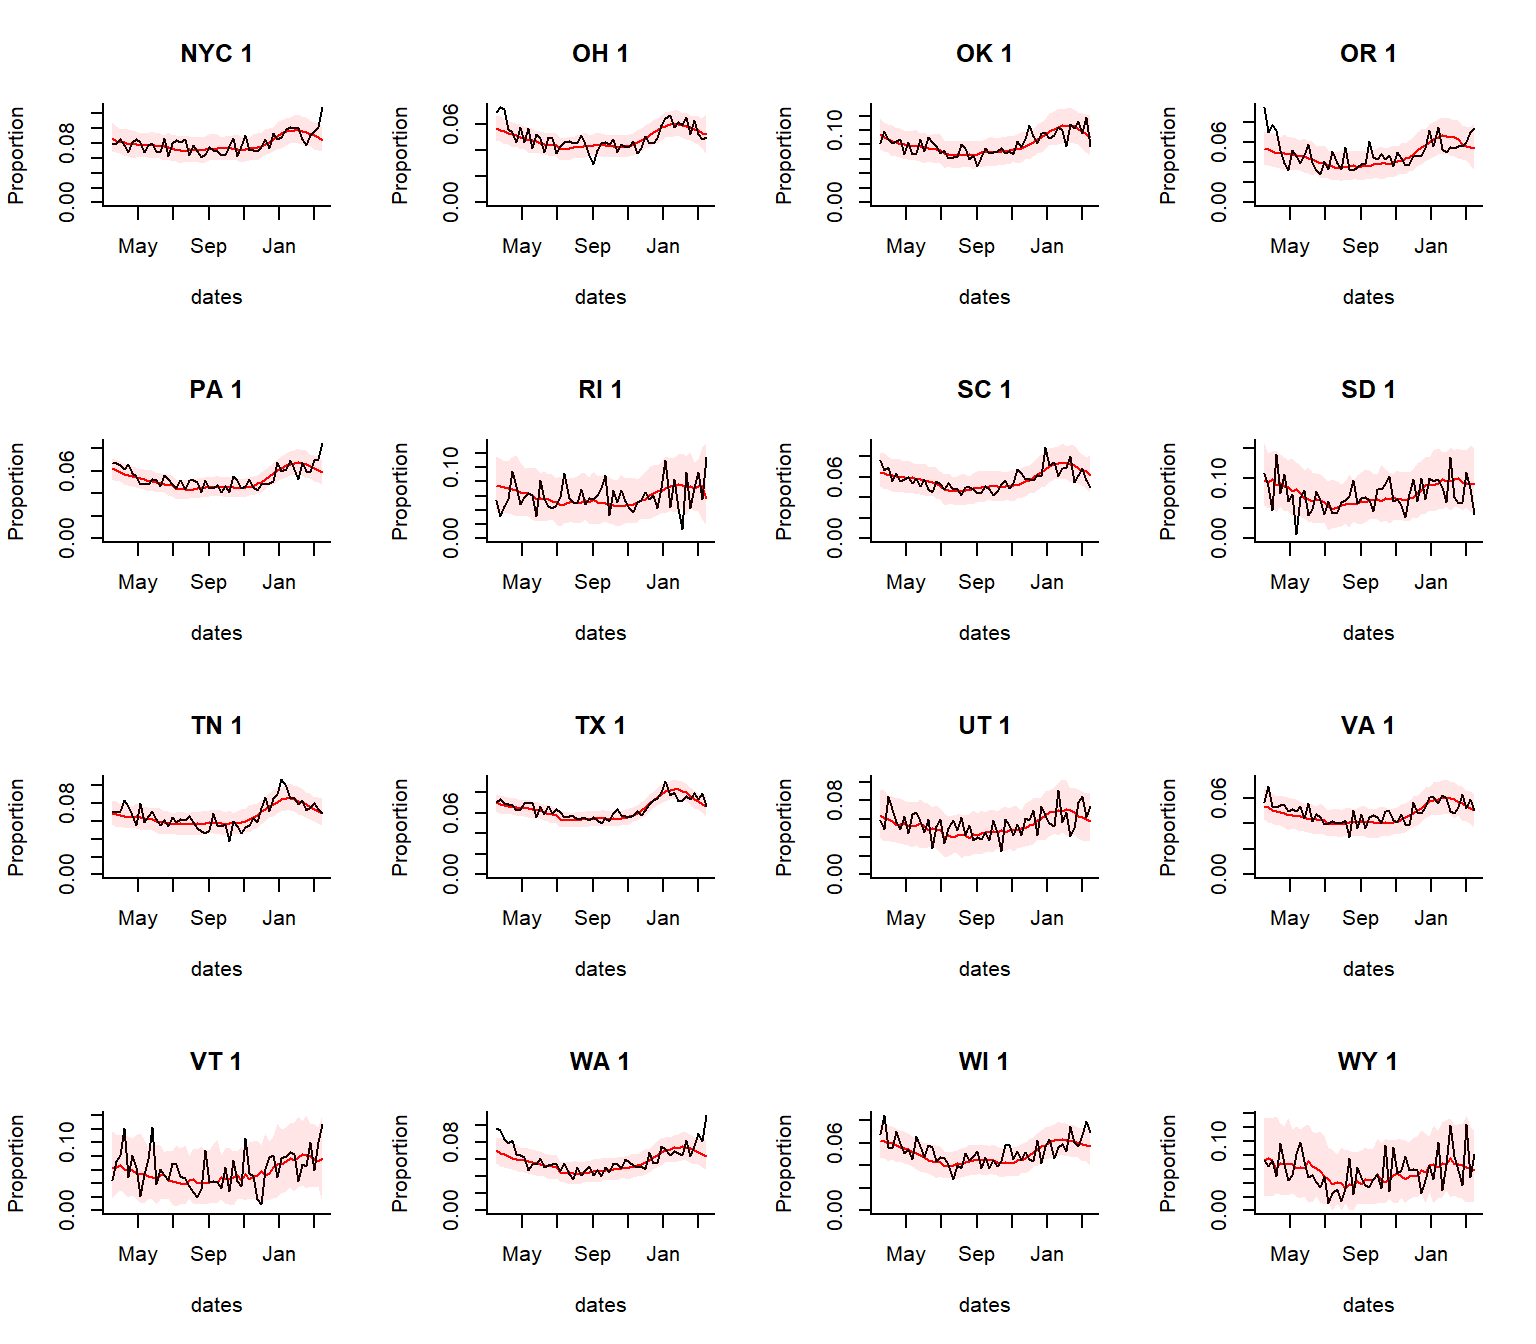 NYC 1
Proportion
0.00 0.08
May Sep Jan
dates
OH 1
Proportion
0.00 0.06
May Sep Jan
dates
OK 1
Proportion
0.00 0.10
May Sep Jan
dates
OR 1
Proportion
0.00 0.06
May Sep Jan
dates
PA 1
Proportion
0.00 0.06
May Sep Jan
dates
RI 1
Proportion
0.00 0.10
May Sep Jan
dates
SC 1
Proportion
0.00 0.06
May Sep Jan
dates
SD 1
Proportion
0.00 0.10
May Sep Jan
dates
TN 1
Proportion
0.00 0.08
May Sep Jan
dates
TX 1
Proportion
0.00 0.06
May Sep Jan
dates
UT 1
Proportion
0.00 0.08
May Sep Jan
dates
VA 1
Proportion
0.00 0.06
May Sep Jan
dates
VT 1
Proportion
0.00 0.10
May Sep Jan
dates
WA 1
Proportion
0.00 0.08
May Sep Jan
dates
WI 1
Proportion
0.00 0.06
May Sep Jan
dates
WY 1
Proportion
0.00 0.10
May Sep Jan
dates